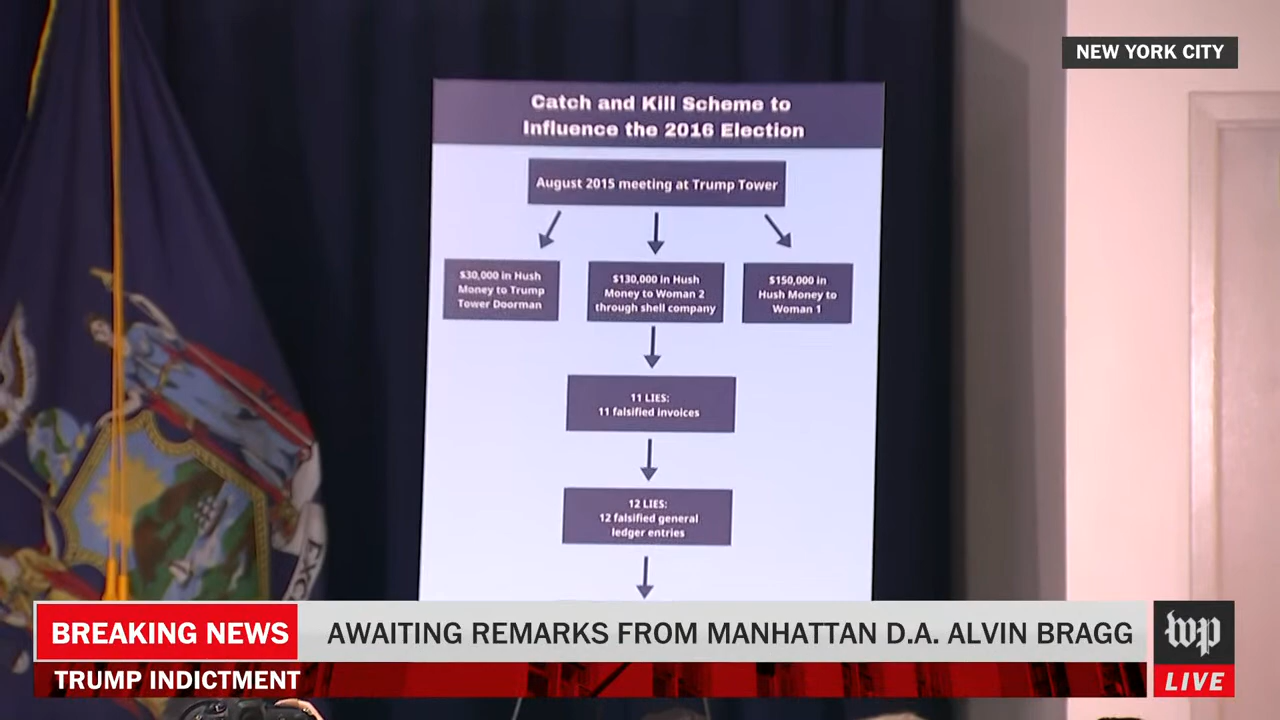 NEW YORK CITY
Catch and Kill Scheme to
Influence the 2016 Election
August 2015 meeting at Trump Tower
$30,000 in Hush
Money to Trump
Tower Doorman
$130,000 in Hush
Money to Woman 2
through shell company
$150,000 in
Hush Money to
Woman 1
11 LIES:
11 falsified invoices
12 LIES:
12 falsified general
ledger entries
EXC
BREAKING NEWS
AWAITING REMARKS FROM MANHATTAN D.A. ALVIN BRAGG
wp
TRUMP INDICTMENT
LIVE